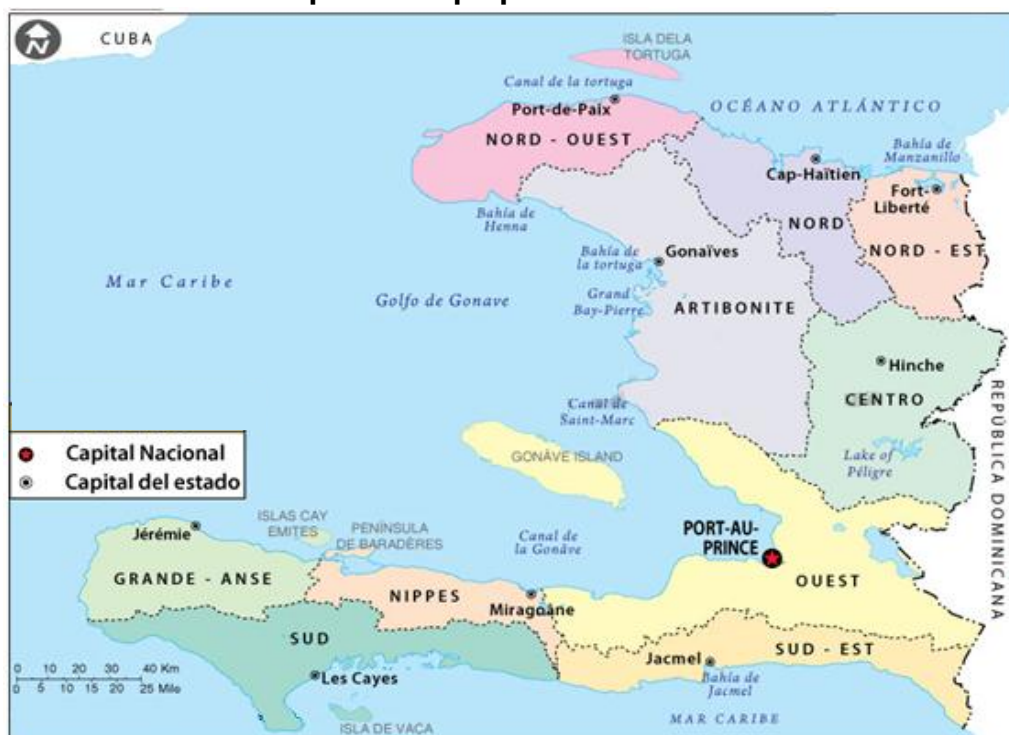 CUBA
ISLA DELA
TORTUGA
Canal de la tortuga
Port-de-Paix
OCÉANO ATLÁNTICO
NORD - OUEST
Bahía de
Manzanillo
Cap-Haïtien
Fort-
Liberté
Bahía de
Henna
NORD
NORD - EST
Bahía de
la tortuga
Gonaïves
Mar Caribe
Golfo de Gonave
Grand
Bay-Pierre
ARTIBONITE
Hinche
CENTRO
REPÚBLICA DOMINICANA
Canal de
Saint-Marc
Capital Nacional
Capital del estado
GONÂVE ISLAND
Lake of
Péligre
ISLAS CAY
EMITES
PENÍNSULA
DE BARADÈRES
Canal de
la Gonâve
PORT-AU-
PRINCE
Jérémie
GRANDE - ANSE
NIPPES
Miragoâne
OUEST
SUD
SUD - EST
Jacmel
Les Cayes
Bahía de
Jacmel
0 10 20 30 40 Km
0 5 10 15 20 25 Mile
ISLA DE VACA
MAR CARIBE